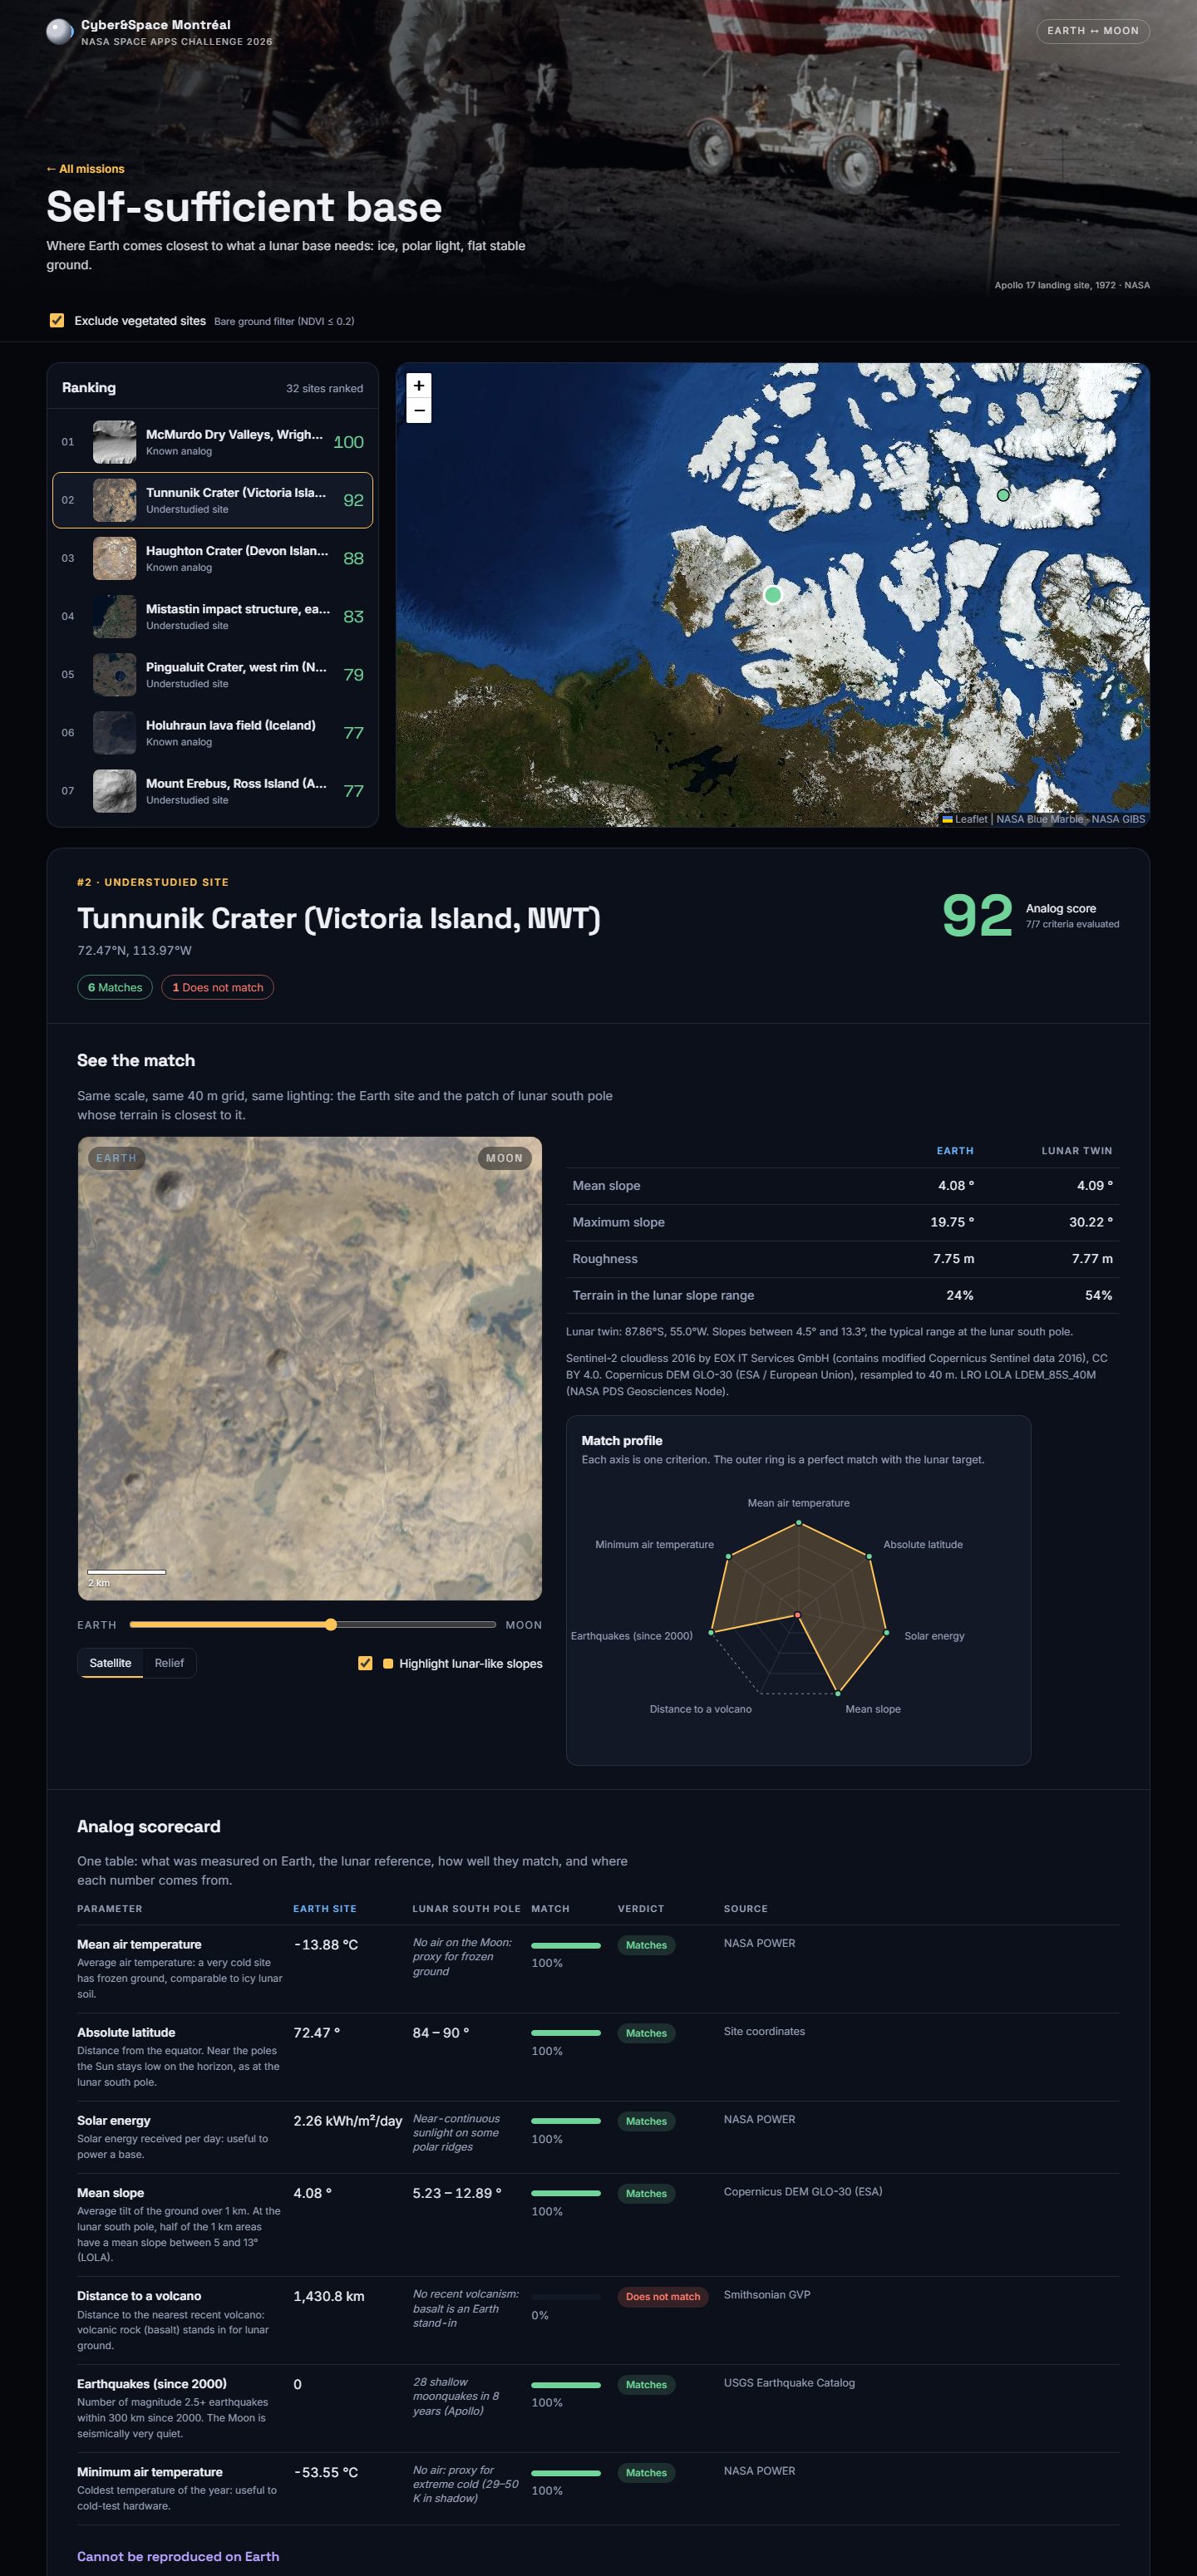 Cyber&Space Montréal
NASA SPACE APPS CHALLENGE 2026
EARTH ↔ MOON
← All missions
Self-sufficient base
Where Earth comes closest to what a lunar base needs: ice, polar light, flat stable
ground.
Apollo 17 landing site, 1972 · NASA
Exclude vegetated sites Bare ground filter (NDVI ≤ 0.2)
Ranking
32 sites ranked
01
McMurdo Dry Valleys, Wrigh...
Known analog
100
02
Tunnunik Crater (Victoria Isla...
Understudied site
92
03
Haughton Crater (Devon Islan...
Known analog
88
04
Mistastin impact structure, ea...
Understudied site
83
05
Pingualuit Crater, west rim (N...
Understudied site
79
06
Holuhraun lava field (Iceland)
Known analog
77
07
Mount Erebus, Ross Island (A...
Understudied site
77
+
−
Leaflet | NASA Blue Marble · NASA GIBS
#2 · UNDERSTUDIED SITE
Tunnunik Crater (Victoria Island, NWT)
72.47°N, 113.97°W
6 Matches
1 Does not match
92
Analog score
7/7 criteria evaluated
See the match
Same scale, same 40 m grid, same lighting: the Earth site and the patch of lunar south pole
whose terrain is closest to it.
EARTH
MOON
2 km
EARTH
MOON
Satellite
Relief
Highlight lunar-like slopes
EARTH LUNAR TWIN
Mean slope 4.08 ° 4.09 °
Maximum slope 19.75 ° 30.22 °
Roughness 7.75 m 7.77 m
Terrain in the lunar slope range 24% 54%
Lunar twin: 87.86°S, 55.0°W. Slopes between 4.5° and 13.3°, the typical range at the lunar south pole.
Sentinel-2 cloudless 2016 by EOX IT Services GmbH (contains modified Copernicus Sentinel data 2016), CC
BY 4.0. Copernicus DEM GLO-30 (ESA / European Union), resampled to 40 m. LRO LOLA LDEM_85S_40M
(NASA PDS Geosciences Node).
Match profile
Each axis is one criterion. The outer ring is a perfect match with the lunar target.
Mean air temperature
Minimum air temperature
Absolute latitude
Earthquakes (since 2000)
Solar energy
Distance to a volcano
Mean slope
Analog scorecard
One table: what was measured on Earth, the lunar reference, how well they match, and where
each number comes from.
PARAMETER EARTH SITE LUNAR SOUTH POLE MATCH VERDICT SOURCE
Mean air temperature
Average air temperature: a very cold site
has frozen ground, comparable to icy lunar
soil.
-13.88 °C
No air on the Moon:
proxy for frozen
ground
100%
Matches
NASA POWER
Absolute latitude
Distance from the equator. Near the poles
the Sun stays low on the horizon, as at the
lunar south pole.
72.47 °
84 – 90 °
100%
Matches
Site coordinates
Solar energy
Solar energy received per day: useful to
power a base.
2.26 kWh/m²/day
Near-continuous
sunlight on some
polar ridges
100%
Matches
NASA POWER
Mean slope
Average tilt of the ground over 1 km. At the
lunar south pole, half of the 1 km areas
have a mean slope between 5 and 13°
(LOLA).
4.08 °
5.23 – 12.89 °
100%
Matches
Copernicus DEM GLO-30 (ESA)
Distance to a volcano
Distance to the nearest recent volcano:
volcanic rock (basalt) stands in for lunar
ground.
1,430.8 km
No recent volcanism:
basalt is an Earth
stand-in
0%
Does not match
Smithsonian GVP
Earthquakes (since 2000)
Number of magnitude 2.5+ earthquakes
within 300 km since 2000. The Moon is
seismically very quiet.
0
28 shallow
moonquakes in 8
years (Apollo)
100%
Matches
USGS Earthquake Catalog
Minimum air temperature
Coldest temperature of the year: useful to
cold-test hardware.
-53.55 °C
No air: proxy for
extreme cold (29–50
K in shadow)
100%
Matches
NASA POWER
Cannot be reproduced on Earth